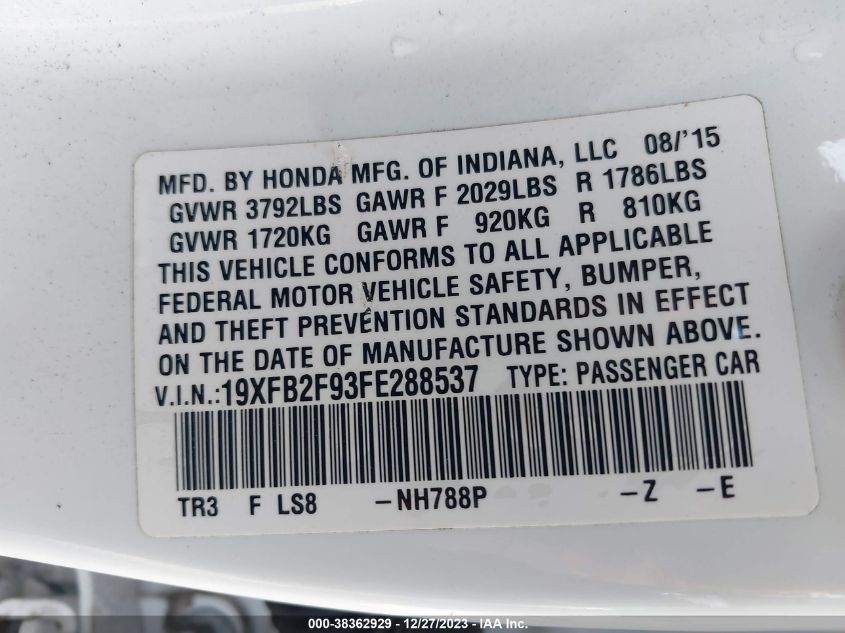 MFD. BY HONDA MFG. OF INDIANA, LLC 08/'15
GVWR 3792LBS GAWR F 2029LBS R 1786LBS
GVWR 1720KG GAWR F 920KG R 810KG
THIS VEHICLE CONFORMS TO ALL APPLICABLE
FEDERAL MOTOR VEHICLE SAFETY, BUMPER,
AND THEFT PREVENTION STANDARDS IN EFFECT
ON THE DATE OF MANUFACTURE SHOWN ABOVE.
V.I.N.:19XFB2F93FE288537 TYPE: PASSENGER CAR
TR3 F LS8 -NH788P -Z -E
000-38362929 - 12/27/2023 - IAA Inc.